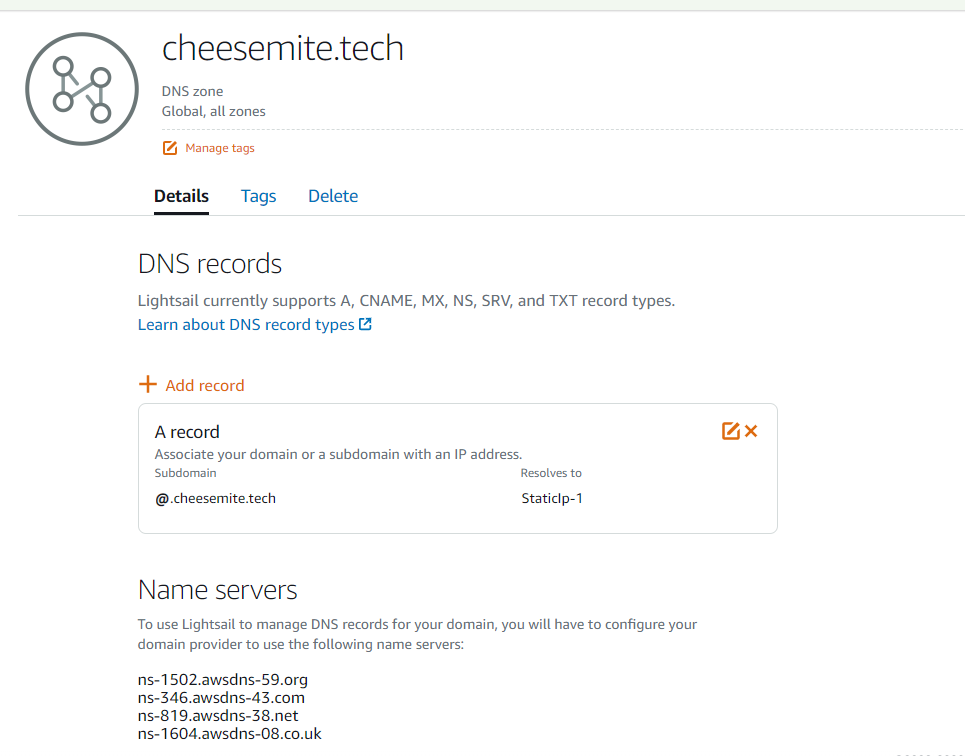 cheesemite.tech
DNS zone
Global, all zones
Manage tags
Details Tags Delete
DNS records
Lightsail currently supports A, CNAME, MX, NS, SRV, and TXT record types.
Learn about DNS record types
Add record
A record
Associate your domain or a subdomain with an IP address.
Subdomain Resolves to
@.cheesemite.tech StaticIp-1
Name servers
To use Lightsail to manage DNS records for your domain, you will have to configure your
domain provider to use the following name servers:
ns-1502.awsdns-59.org
ns-346.awsdns-43.com
ns-819.awsdns-38.net
ns-1604.awsdns-08.co.uk